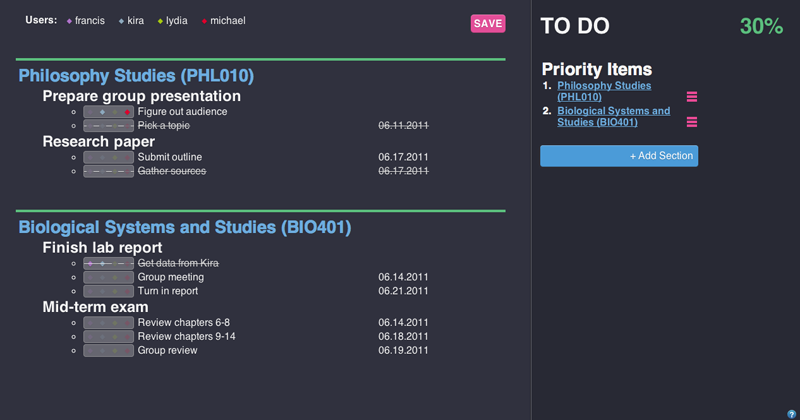 Users: francis kira lydia michael SAVE
Philosophy Studies (PHL010)
Prepare group presentation
Figure out audience
Pick a topic 06.11.2011
Research paper
Submit outline 06.17.2011
Gather sources 06.17.2011
Biological Systems and Studies (BIO401)
Finish lab report
Get data from Kira
Group meeting 06.14.2011
Turn in report 06.21.2011
Mid-term exam
Review chapters 6-8 06.14.2011
Review chapters 9-14 06.18.2011
Group review 06.19.2011
TO DO 30%
Priority Items
1. Philosophy Studies
(PHL010)
2. Biological Systems and
Studies (BIO401)
+ Add Section
?